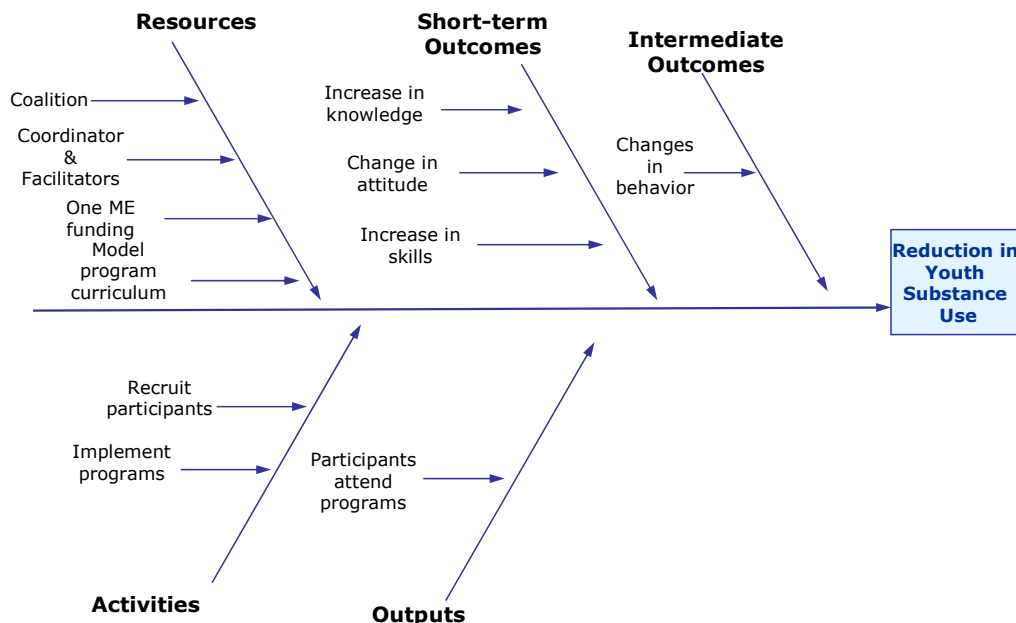 Resources
Coalition
Coordinator
&
Facilitators
One ME
funding
Model
program
curriculum
Short-term
Outcomes
Increase in
knowledge
Change in
attitude
Increase in
skills
Intermediate
Outcomes
Changes
in
behavior
Reduction in
Youth
Substance
Use
Recruit
participants
Implement
programs
Activities
Participants
attend
programs
Outputs